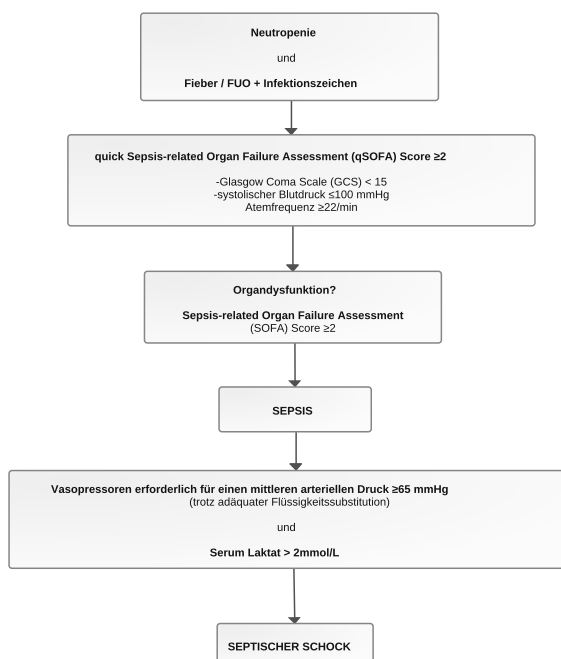 Neutropenie
und
Fieber / FUO + Infektionszeichen
quick Sepsis-related Organ Failure Assessment (qSOFA) Score ≥2
-Glasgow Coma Scale (GCS) < 15
-systolischer Blutdruck ≤100 mmHg
Atemfrequenz ≥22/min
Organdysfunktion?
Sepsis-related Organ Failure Assessment
(SOFA) Score ≥2
SEPSIS
Vasopressoren erforderlich für einen mittleren arteriellen Druck ≥65 mmHg
(trotz adäquater Flüssigkeitssubstitution)
und
Serum Laktat > 2mmol/L
SEPTISCHER SCHOCK